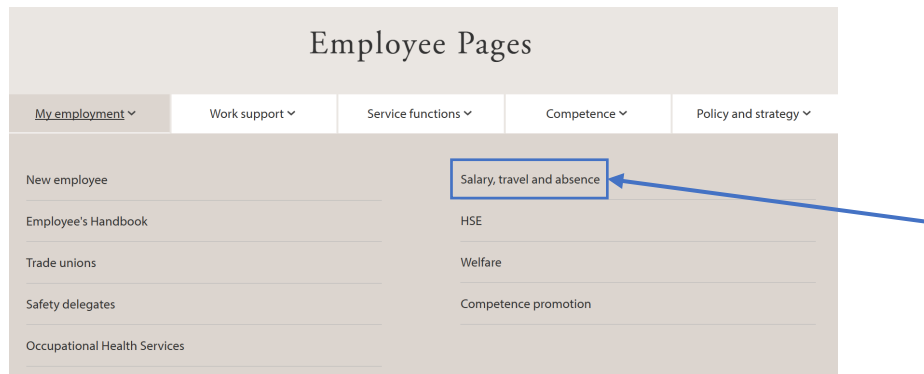 Employee Pages
My employment Work support Service functions Competence Policy and strategy
New employee
Employee's Handbook
Trade unions
Safety delegates
Occupational Health Services
Salary, travel and absence
HSE
Welfare
Competence promotion